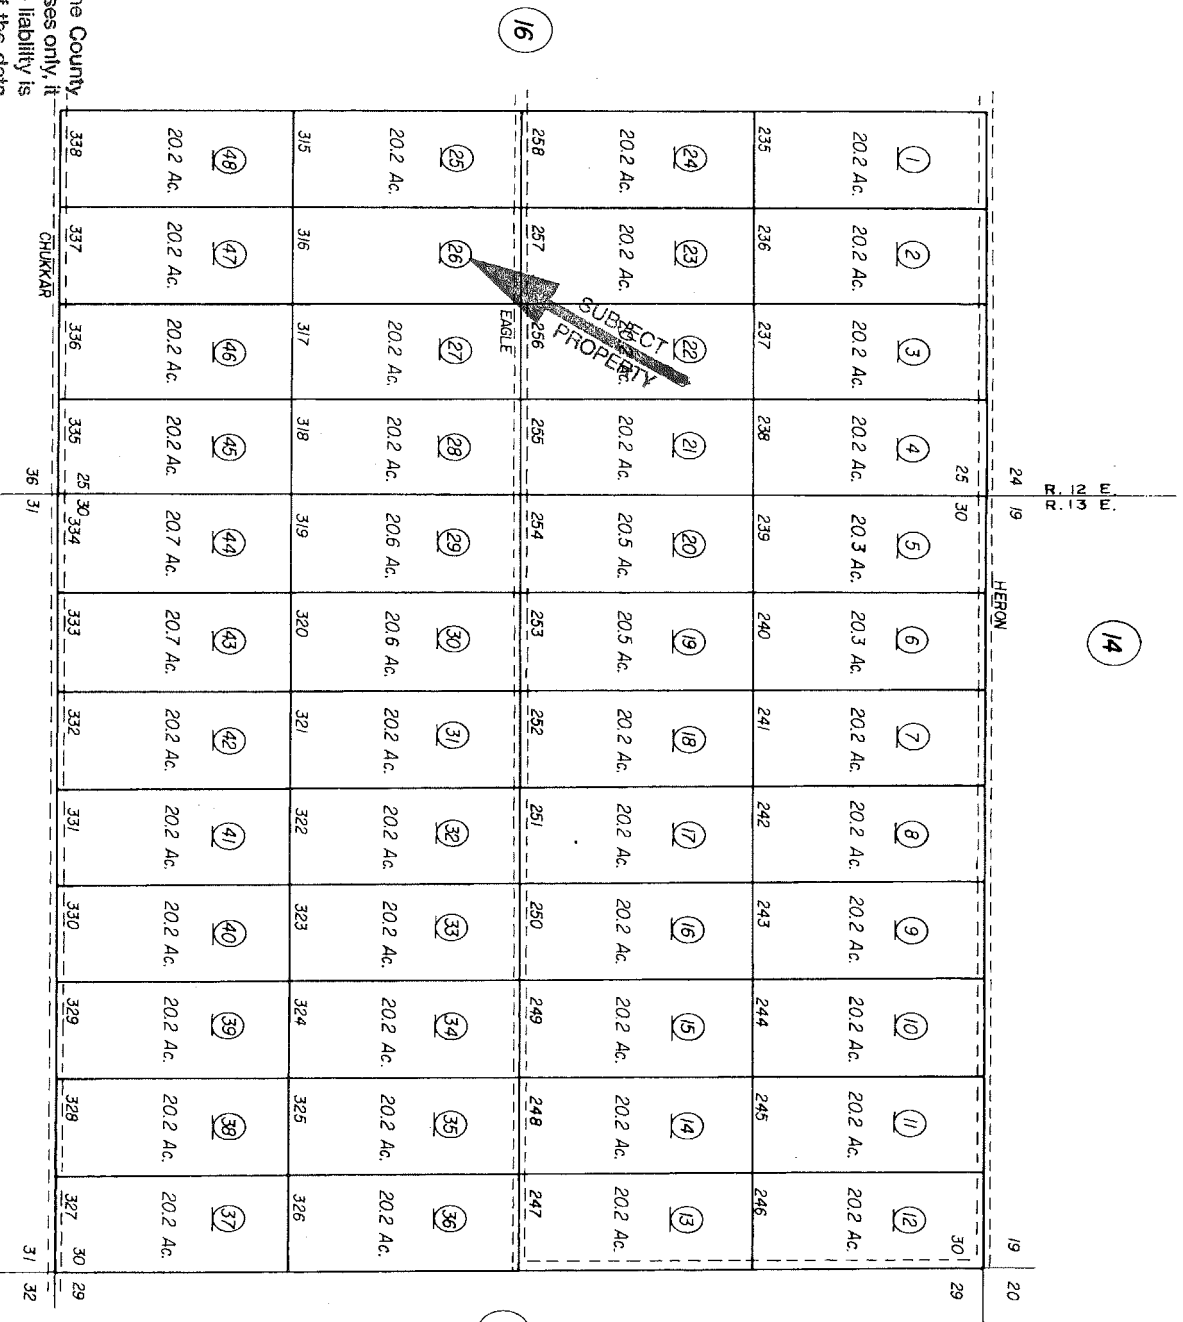 16
14
HERON
R. 12 E.
R. 13 E.
24 19
25 30
19 20
30 29
1 2 3 4 5 6 7 8 9 10 11 12
20.2 Ac. 20.2 Ac. 20.2 Ac. 20.2 Ac. 20.3 Ac. 20.3 Ac. 20.2 Ac. 20.2 Ac. 20.2 Ac. 20.2 Ac. 20.2 Ac. 20.2 Ac.
235 236 237 238 239 240 241 242 243 244 245 246
24 23 22 21 20 19 18 17 16 15 14 13
20.2 Ac. 20.2 Ac. 20.2 Ac. 20.5 Ac. 20.5 Ac. 20.2 Ac. 20.2 Ac. 20.2 Ac. 20.2 Ac. 20.2 Ac. 20.2 Ac.
SUBJECT
PROPERTY
258 257 256 255 254 253 252 251 250 249 248 247
EAGLE
25 26 27 28 29 30 31 32 33 34 35 36
20.2 Ac. 20.2 Ac. 20.2 Ac. 20.6 Ac. 20.6 Ac. 20.2 Ac. 20.2 Ac. 20.2 Ac. 20.2 Ac. 20.2 Ac. 20.2 Ac.
315 316 317 318 319 320 321 322 323 324 325 326
48 47 46 45 44 43 42 41 40 39 38 37
20.2 Ac. 20.2 Ac. 20.2 Ac. 20.2 Ac. 20.7 Ac. 20.7 Ac. 20.2 Ac. 20.2 Ac. 20.2 Ac. 20.2 Ac. 20.2 Ac. 20.2 Ac.
338 337 336 335 334 333 332 331 330 329 328 327
25 30
30 29
CHUKKAR
36 31
31 32
County
only, it
liablilty is